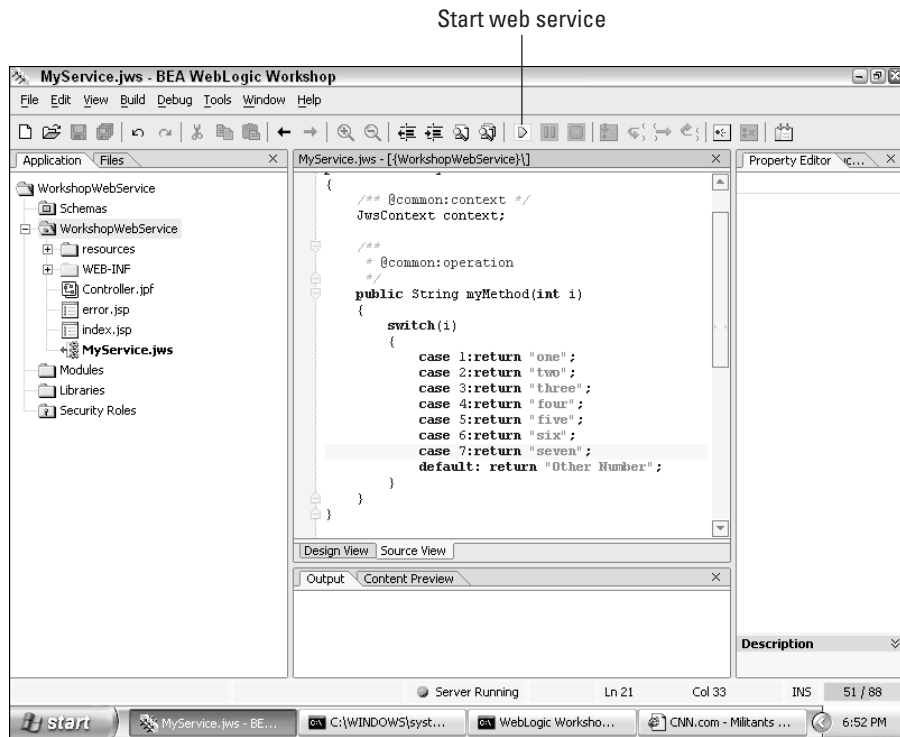 Start web service
MyService.jws - BEA WebLogic Workshop
File Edit View Build Debug Tools Window Help
Application Files
MyService.jws - [{WorkshopWebService}\]
Property Editor
WorkshopWebService
Schemas
WorkshopWebService
resources
WEB-INF
Controller.jpf
error.jsp
index.jsp
MyService.jws
Modules
Libraries
Security Roles
{
/** @common:context */
JwsContext context;
/**
* @common:operation
*/
public String myMethod(int i)
{
switch(i)
{
case 1:return "one";
case 2:return "two";
case 3:return "three";
case 4:return "four";
case 5:return "five";
case 6:return "six";
case 7:return "seven";
default: return "Other Number";
}
}
}
Design View Source View
Output Content Preview
Description
Server Running Ln 21 Col 33 INS 51 / 88
start MyService.jws - BE... C:\WINDOWS\syst... WebLogic Worksho... CNN.com - Militants ... 6:52 PM